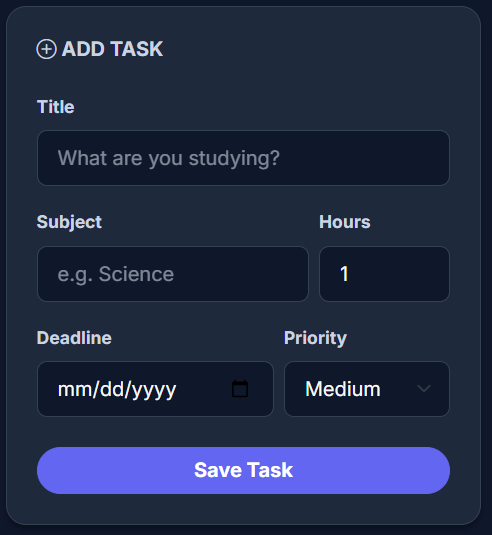 ADD TASK
Title
What are you studying?
Subject Hours
e.g. Science 1
Deadline Priority
mm/dd/yyyy Medium
Save Task